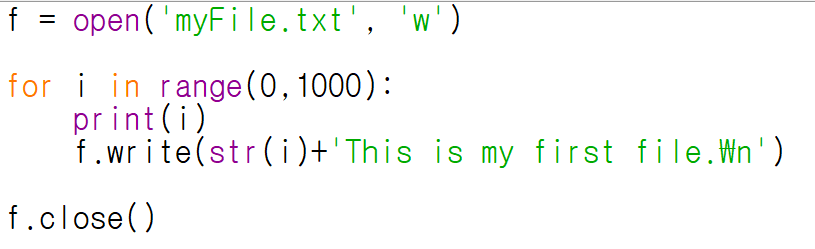 f = open('myFile.txt', 'w')
for i in range(0,1000):
print(i)
f.write(str(i)+'This is my first file.₩n')
f.close()